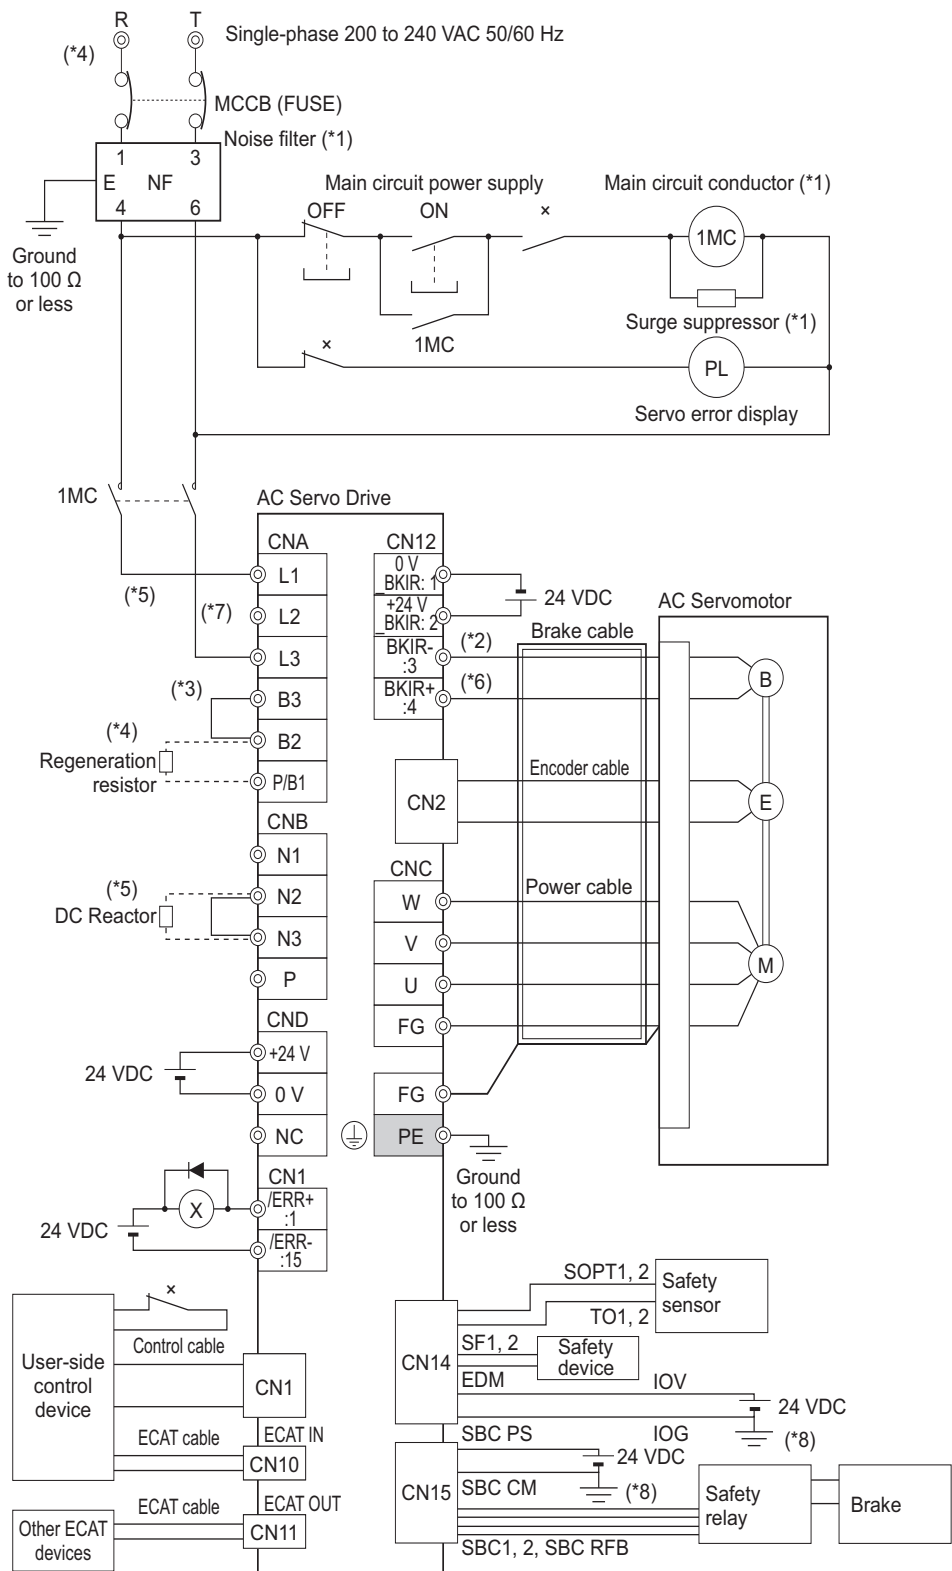 R T Single-phase 200 to 240 VAC 50/60 Hz
(*4)
MCCB (FUSE)
Noise filter (*1)
1 3
E NF
4 6
Ground
to 100 Ω
or less
Main circuit power supply
OFF ON ×
Main circuit conductor (*1)
1MC
Surge suppressor (*1)
1MC
×
PL
Servo error display
1MC
(*5)
(*7)
AC Servo Drive
CNA
L1
L2
L3
(*3)
B3
(*4)
Regeneration
resistor
B2
P/B1
CNB
N1
(*5)
DC Reactor
N2
N3
P
CND
24 VDC
+24 V
0 V
NC
CN1
X
24 VDC
/ERR+
:1
/ERR-
:15
CN12
0 V
_BKIR: 1
+24 V
_BKIR: 2
24 VDC
BKIR-
:3
(*2)
BKIR+
:4
(*6)
Brake cable
AC Servomotor
B
CN2
Encoder cable
E
CNC
Power cable
W
V
U
FG
M
FG
PE
Ground
to 100 Ω
or less
×
User-side
control
device
Control cable
CN1
ECAT cable
ECAT IN
CN10
Other ECAT
devices
ECAT cable
ECAT OUT
CN11
CN14
SOPT1, 2
TO1, 2
Safety
sensor
SF1, 2
Safety
device
EDM
IOV
24 VDC
IOG
(*8)
CN15
SBC PS
24 VDC
SBC CM
(*8)
Safety
relay
Brake
SBC1, 2, SBC RFB